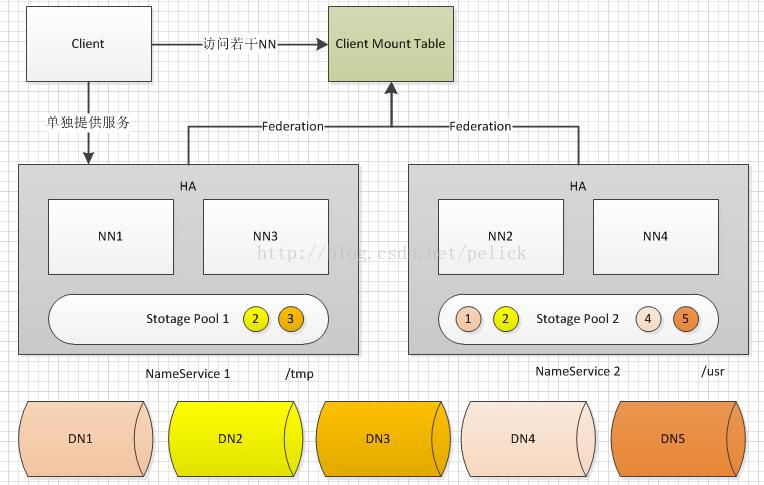 Client
访问若干NN
Client Mount Table
单独提供服务
Federation
Federation
HA
HA
NN1
NN3
NN2
NN4
http://blog.csdn.net/pelick
Stotage Pool 1
2
3
1
2
Stotage Pool 2
4
5
NameService 1
/tmp
NameService 2
/usr
DN1
DN2
DN3
DN4
DN5